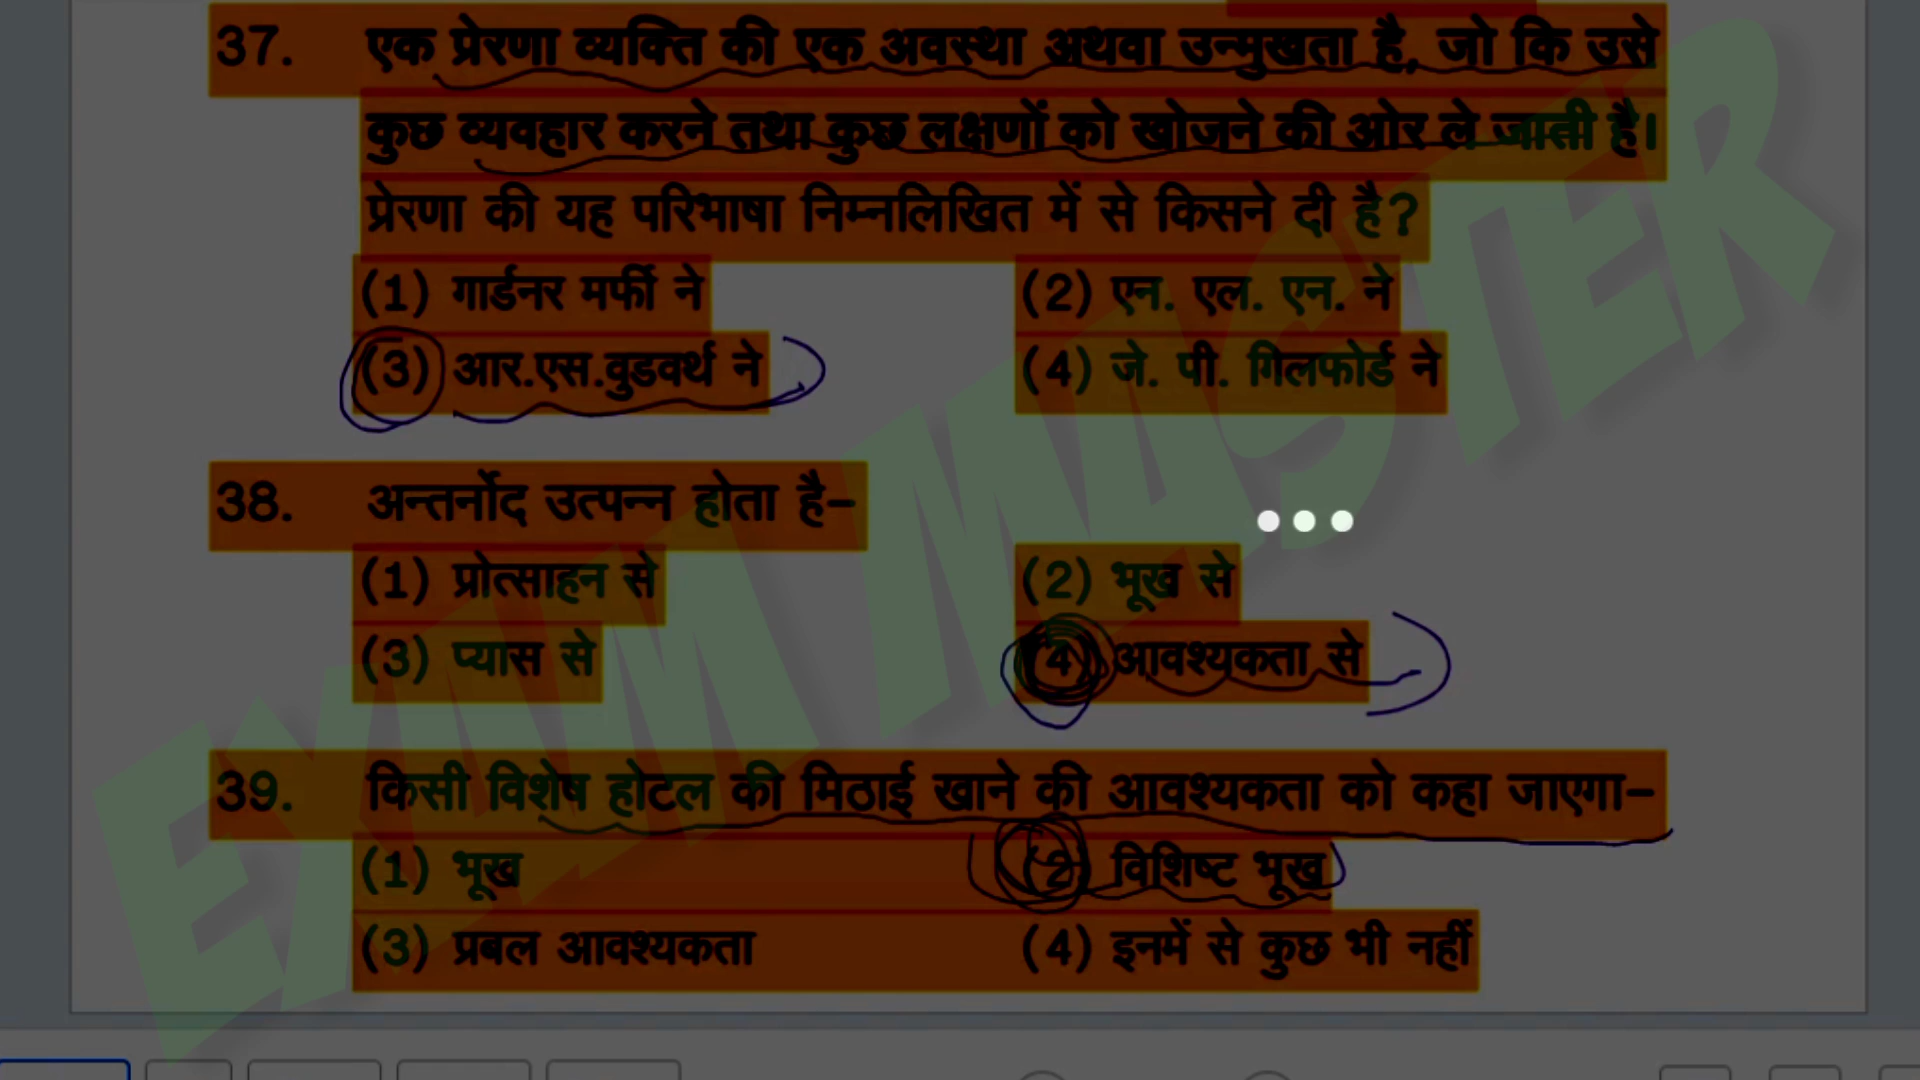 37. एक प्रेरणा व्यक्ति की एक अवस्था अथवा उन्मुखता है, जो कि उसे
कुछ व्यवहार करने तथा कुछ लक्षणों को खोजने की ओर ले जाती है।
प्रेरणा की यह परिभाषा निम्नलिखित में से किसने दी है?
(1) गार्डनर मर्फी ने (2) एन. एल. एन. ने
(3) आर.एस.वुडवर्थ ने (4) जे. पी. गिलफोर्ड ने
38. अन्तर्नोद उत्पन्न होता है–
(1) प्रोत्साहन से (2) भूख से
(3) प्यास से (4) आवश्यकता से
39. किसी विशेष होटल की मिठाई खाने की आवश्यकता को कहा जाएगा–
(1) भूख (2) विशिष्ट भूख
(3) प्रबल आवश्यकता (4) इनमें से कुछ भी नहीं
EXAM MASTER